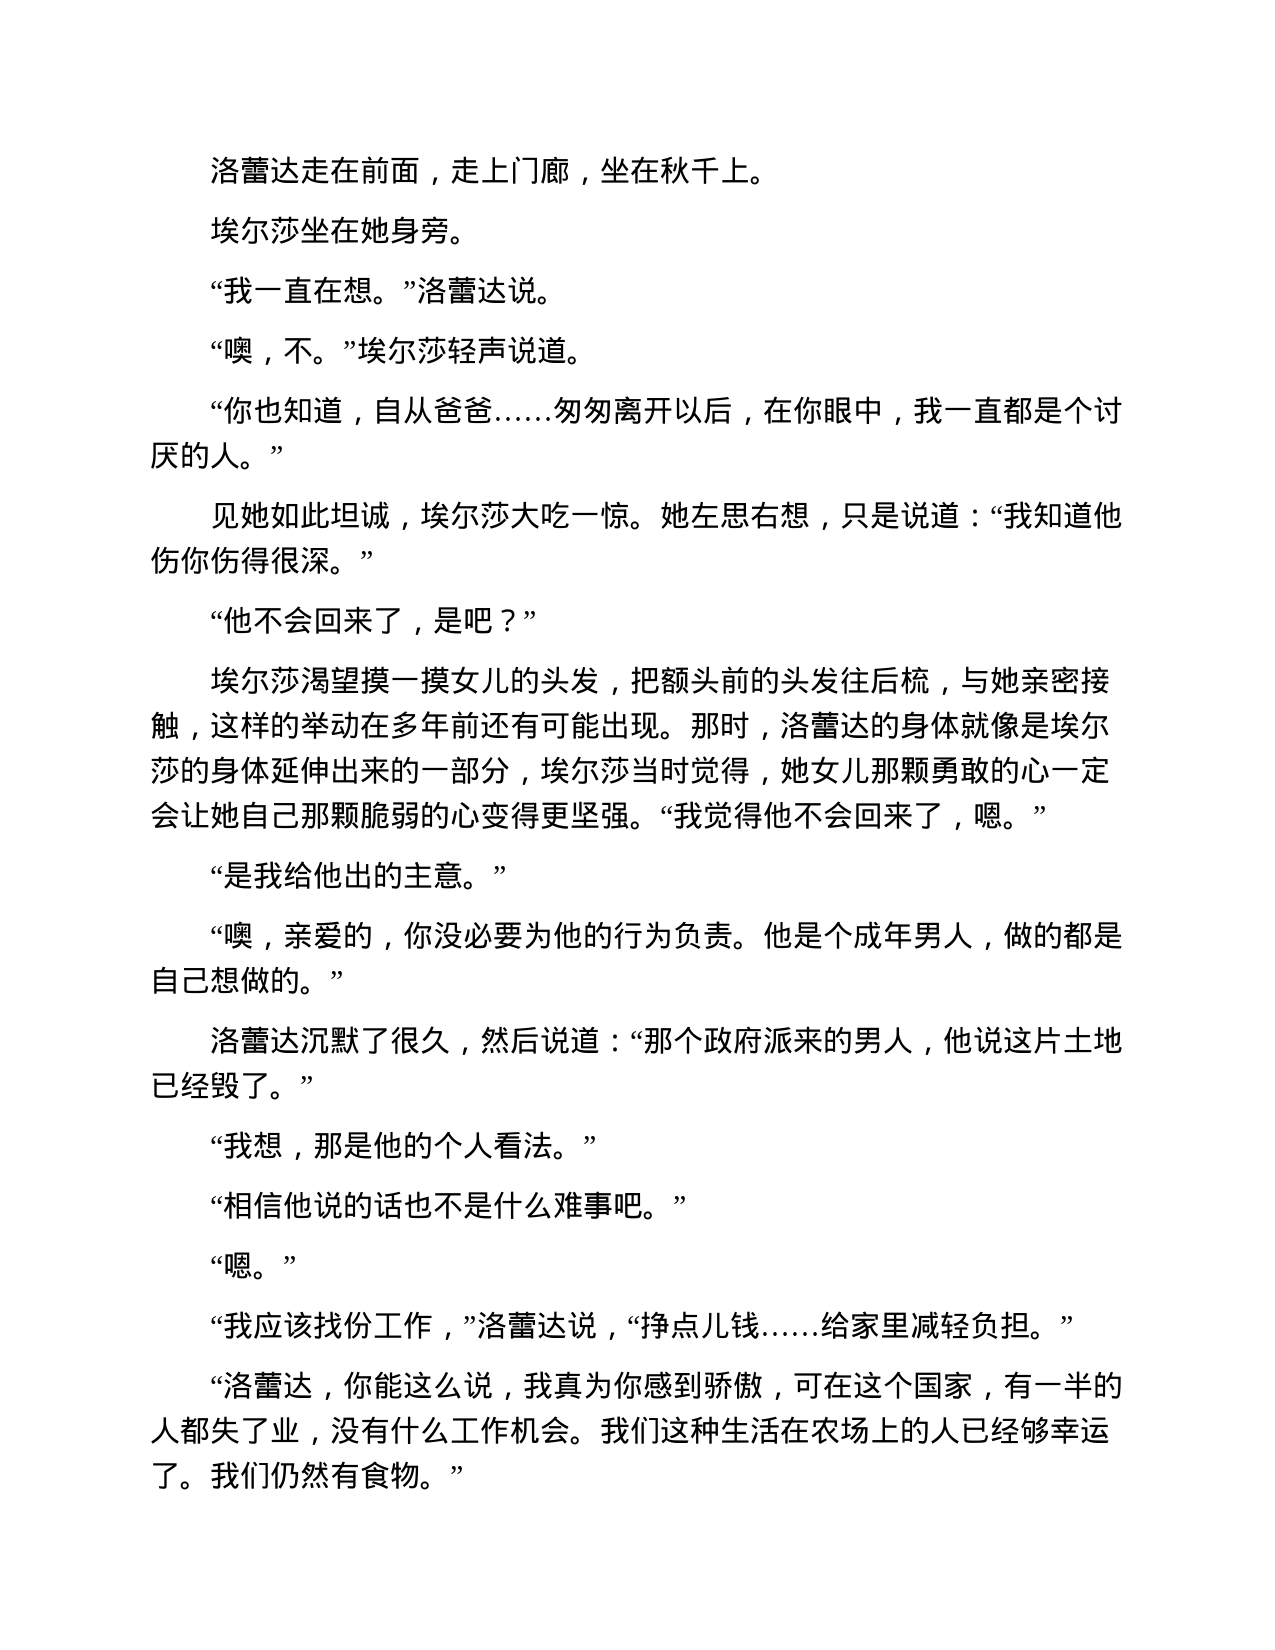 洛蕾达走在前面，走上门廊，坐在秋千上。
埃尔莎坐在她身旁。
“我一直在想。”洛蕾达说。
“噢，不。”埃尔莎轻声说道。
“你也知道，自从爸爸……匆匆离开以后，在你眼中，我一直都是个讨
厌的人。”
见她如此坦诚，埃尔莎大吃一惊。她左思右想，只是说道：“我知道他
伤你伤得很深。”
“他不会回来了，是吧？”
埃尔莎渴望摸一摸女儿的头发，把额头前的头发往后梳，与她亲密接
触，这样的举动在多年前还有可能出现。那时，洛蕾达的身体就像是埃尔
莎的身体延伸出来的一部分，埃尔莎当时觉得，她女儿那颗勇敢的心一定
会让她自己那颗脆弱的心变得更坚强。“我觉得他不会回来了，嗯。”
“是我给他出的主意。”
“噢，亲爱的，你没必要为他的行为负责。他是个成年男人，做的都是
自己想做的。”
洛蕾达沉默了很久，然后说道：“那个政府派来的男人，他说这片土地
已经毁了。”
“我想，那是他的个人看法。”
“相信他说的话也不是什么难事吧。”
“嗯。”
“我应该找份工作，”洛蕾达说，“挣点儿钱……给家里减轻负担。”
“洛蕾达，你能这么说，我真为你感到骄傲，可在这个国家，有一半的
人都失了业，没有什么工作机会。我们这种生活在农场上的人已经够幸运
了。我们仍然有食物。”